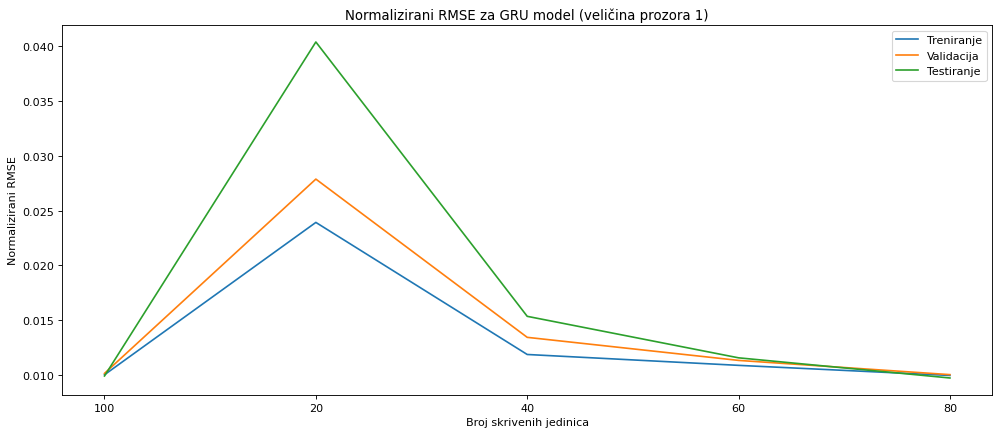 Normalizirani RMSE za GRU model (veličina prozora 1)
Treniranje
Validacija
Testiranje
Normalizirani RMSE
0.040
0.035
0.030
0.025
0.020
0.015
0.010
100 20 40 60 80
Broj skrivenih jedinica